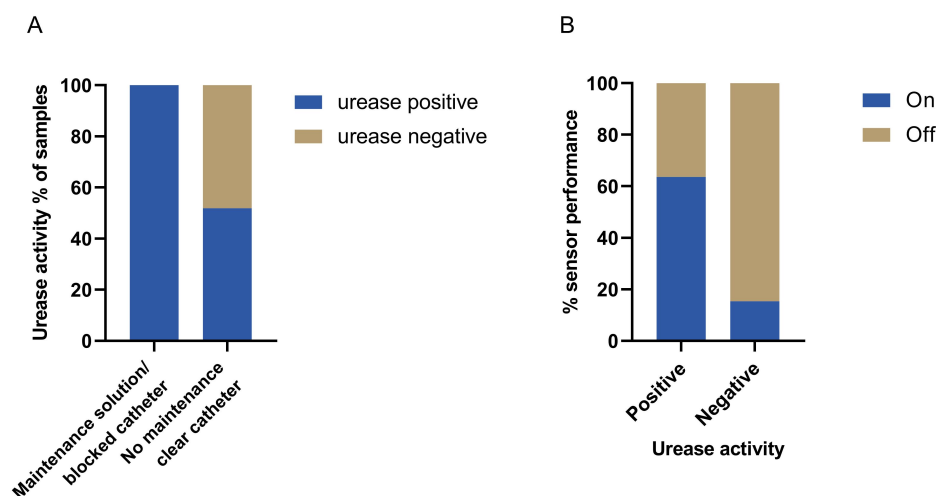 A
Urease activity % of samples
100
80
60
40
20
0
Maintenance solution/
blocked catheter
No maintenance
clear catheter
urease positive
urease negative
B
% sensor performance
100
80
60
40
20
0
Positive
Negative
Urease activity
On
Off